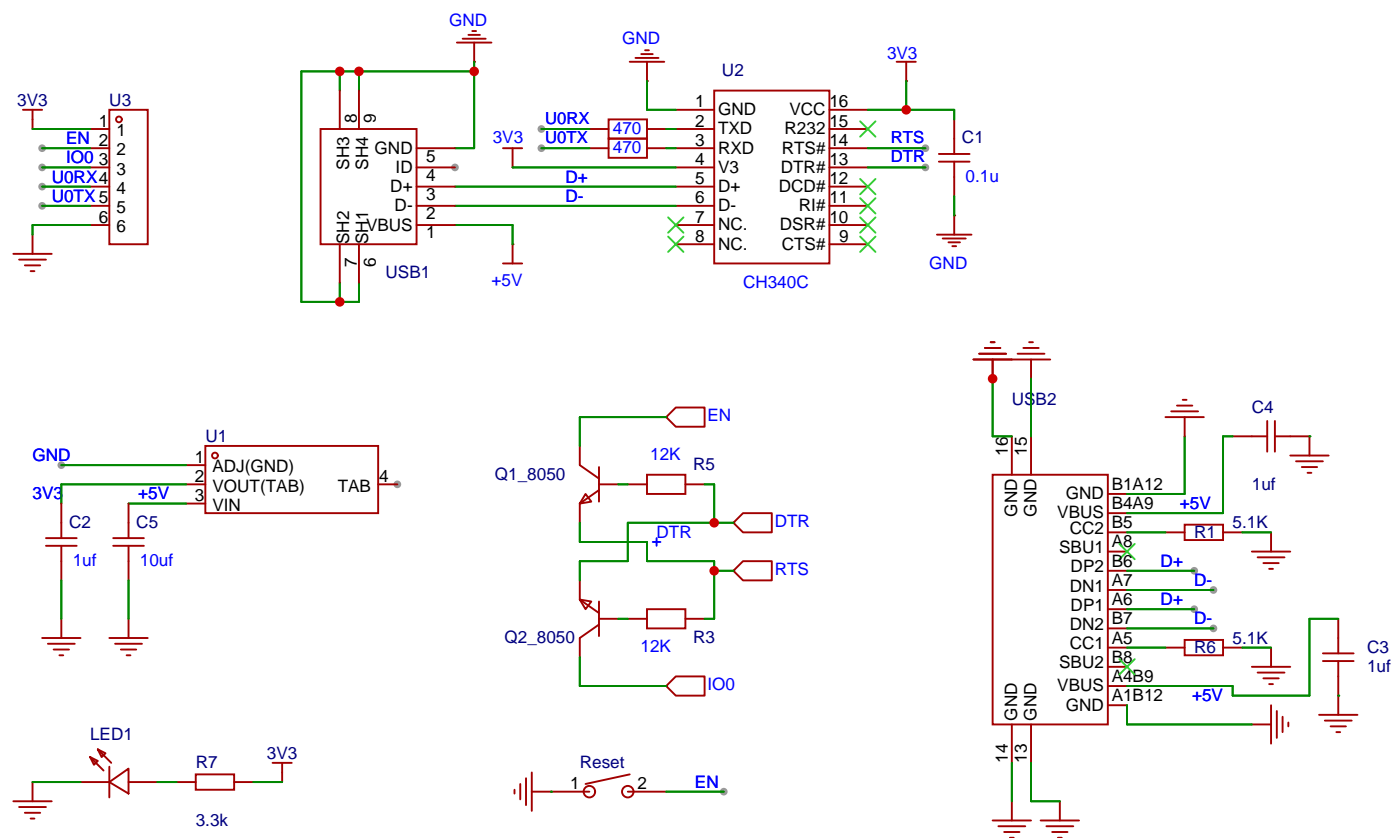 GND
3V3
U3
1
1
EN
2
2
IO0
3
3
U0RX
4
4
U0TX
5
5
6
6
8
9
SH3
SH4
GND
5
ID
4
D+
3
D-
2
VBUS
1
SH2
SH1
7
6
USB1
D+
D-
+5V
GND
U2
3V3
U0RX
470
U0TX
470
3V3
1
GND
2
TXD
3
RXD
4
V3
5
D+
6
D-
7
NC.
8
NC.
VCC
16
R232
15
RTS#
14
RTS
DTR#
13
DTR
DCD#
12
RI#
11
DSR#
10
CTS#
9
CH340C
C1
0.1u
GND
U1
GND
1
ADJ(GND)
3V3
2
VOUT(TAB)
+5V
3
VIN
TAB
4
C2
1uf
C5
10uf
EN
Q1_8050
12K
R5
DTR
DTR
+
RTS
Q2_8050
12K
R3
IO0
USB2
16
15
GND
GND
GND
B1A12
VBUS
B4A9
+5V
CC2
B5
R1
5.1K
SBU1
A8
DP2
B6
D+
DN1
A7
D-
DP1
A6
D+
DN2
B7
D-
CC1
A5
R6
5.1K
SBU2
B8
VBUS
A4B9
+5V
GND
A1B12
GND
GND
14
13
C4
1uf
C3
1uf
LED1
R7
3V3
3.3k
Reset
1
2
EN